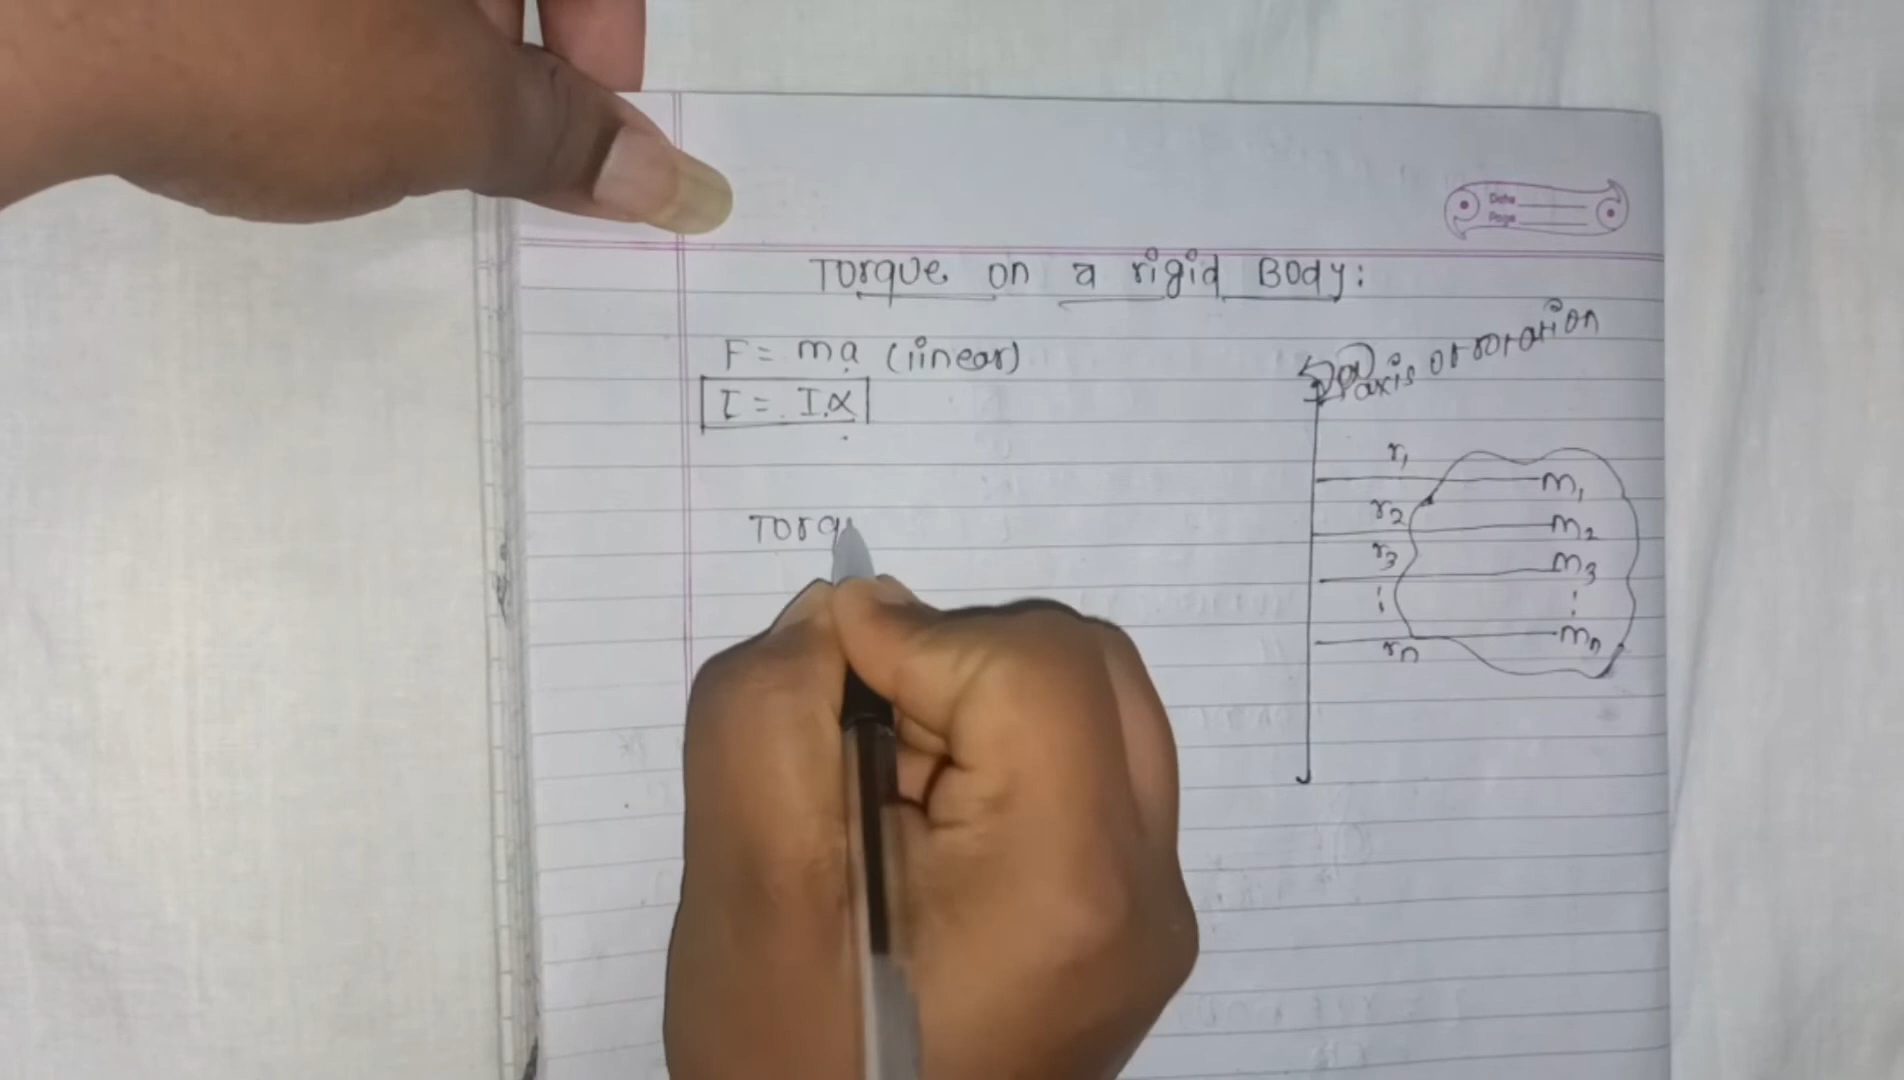 Date
Page
Torque on a rigid Body:
F = ma (linear)
τ = I.α
axis of rotation
r1 m1
r2 m2
r3 m3
⋮ ⋮
rn mn
Torq